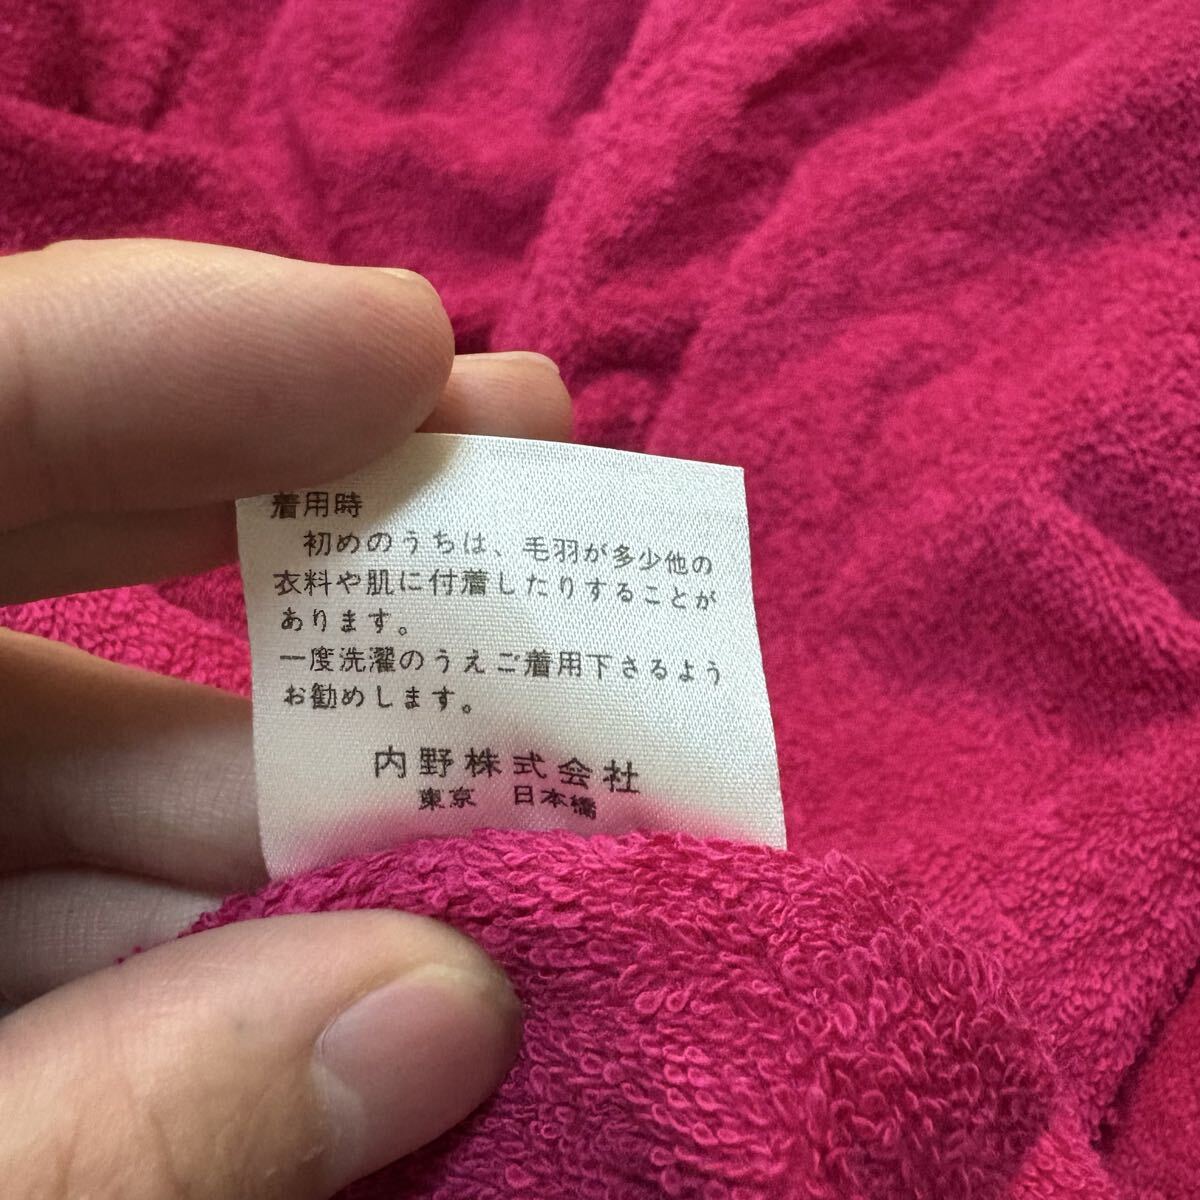 着用時
初めのうちは、毛羽が多少他の
衣料や肌に付着したりすることが
あります。
一度洗濯のうえご着用下さるよう
お勧めします。
内野株式会社
東京 日本橋